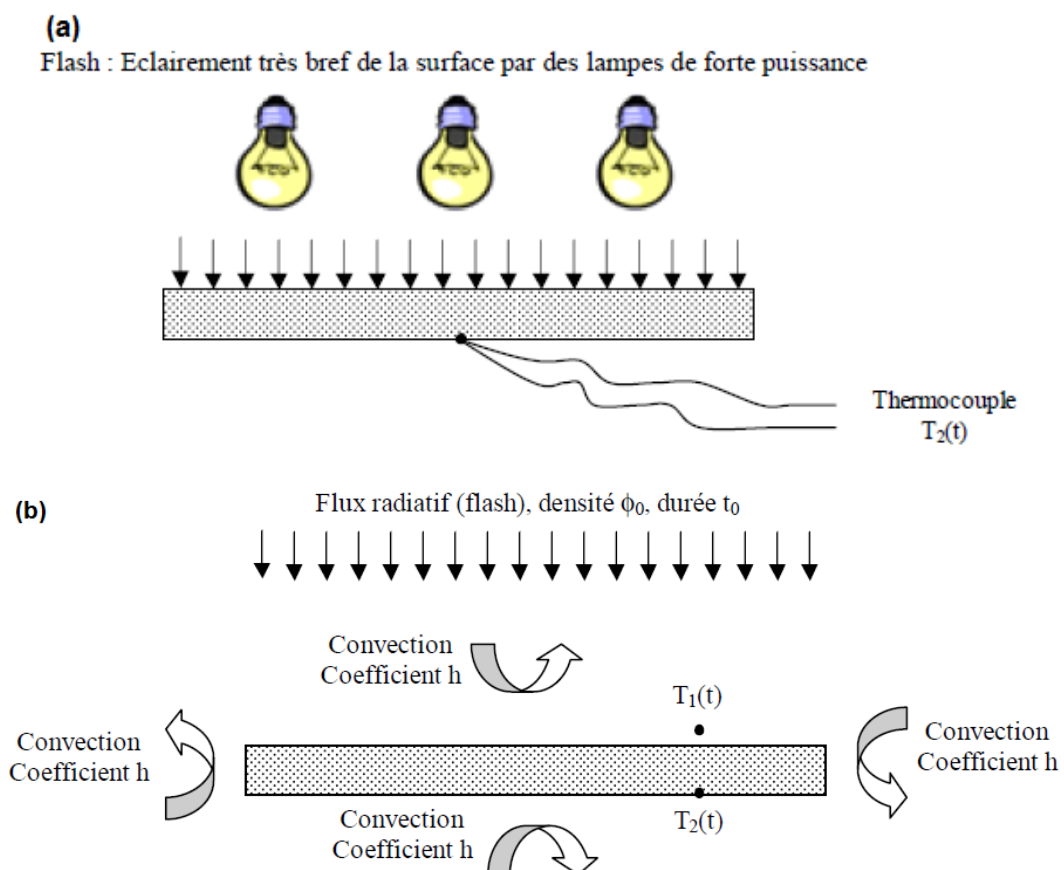 (a)
Flash : Eclairement très bref de la surface par des lampes de forte puissance
Thermocouple
T₂(t)
(b)
Flux radiatif (flash), densité ϕ₀, durée t₀
Convection
Coefficient h
T₁(t)
Convection
Coefficient h
Convection
Coefficient h
T₂(t)
Convection
Coefficient h